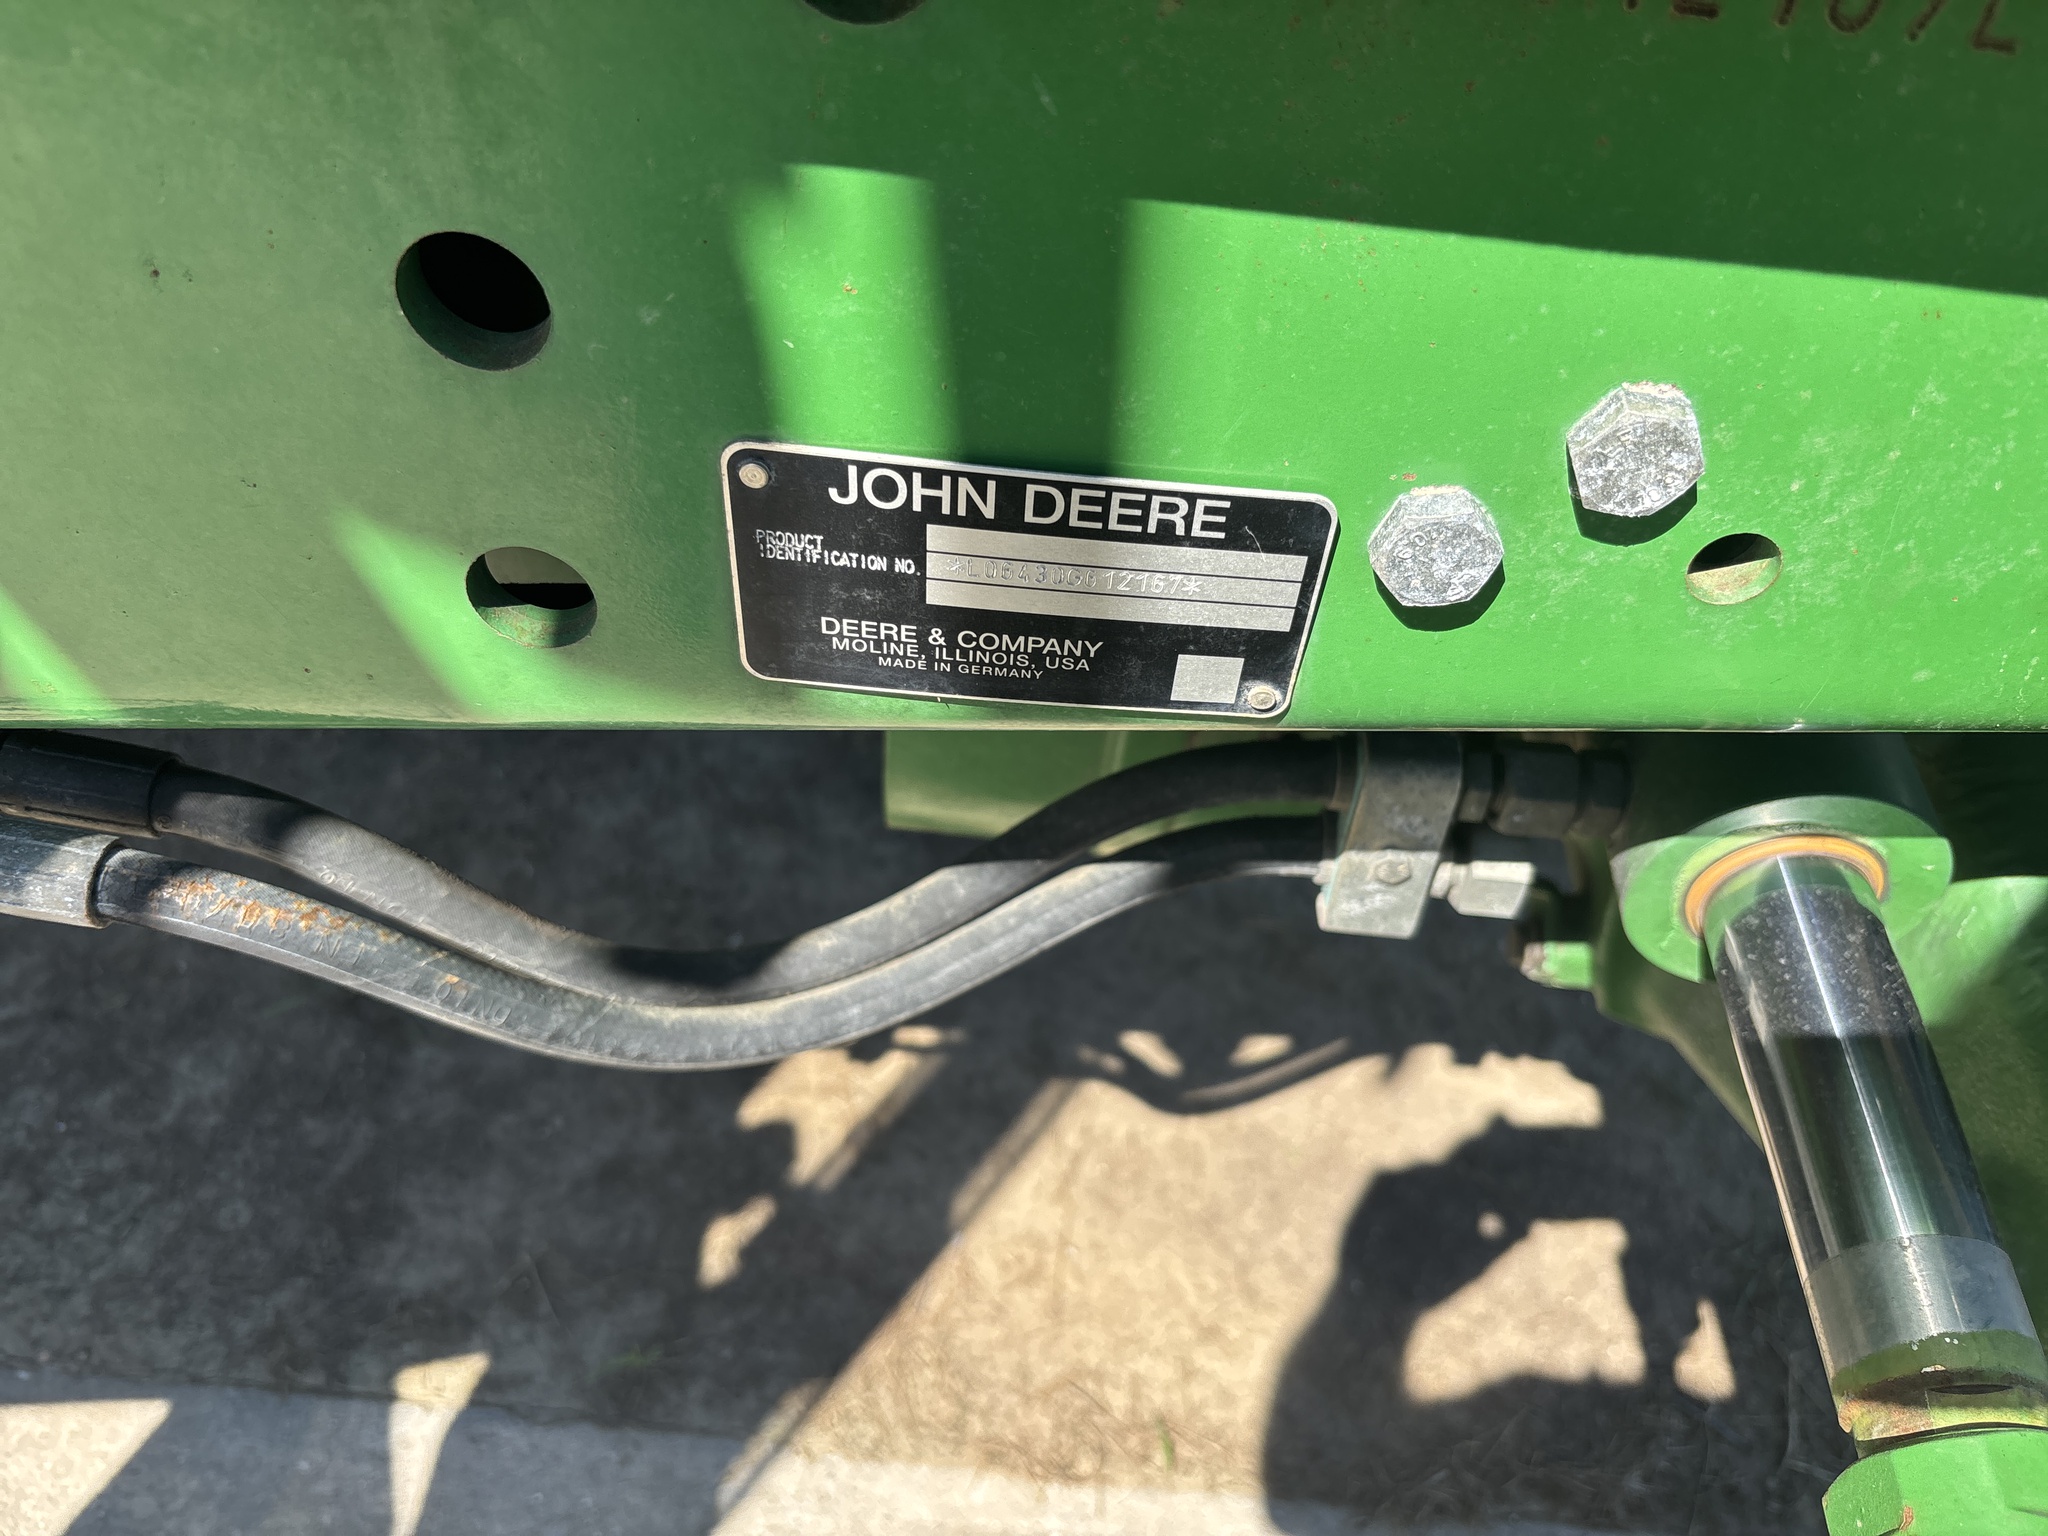 JOHN DEERE
PRODUCT
IDENTIFICATION NO.
*L06430G612167*
DEERE & COMPANY
MOLINE, ILLINOIS, USA
MADE IN GERMANY